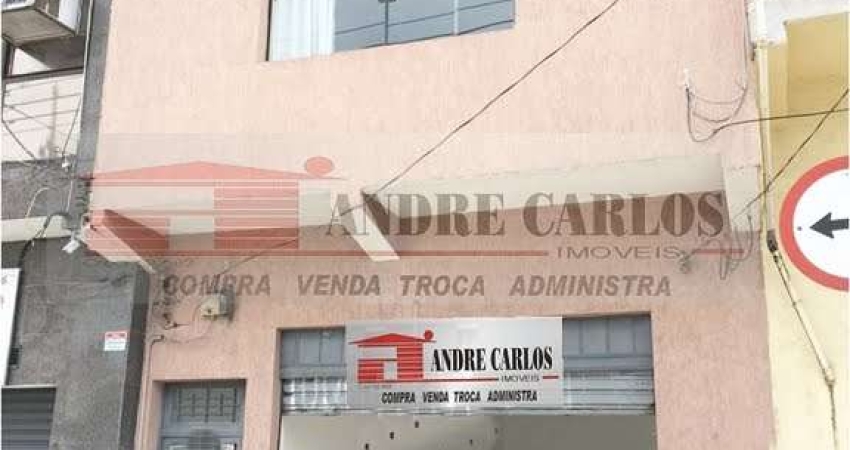 ANDRE CARLOS
IMOVEIS
COMPRA VENDA TROCA ADMINISTRA
ANDRE CARLOS
IMOVEIS
COMPRA VENDA TROCA ADMINISTRA